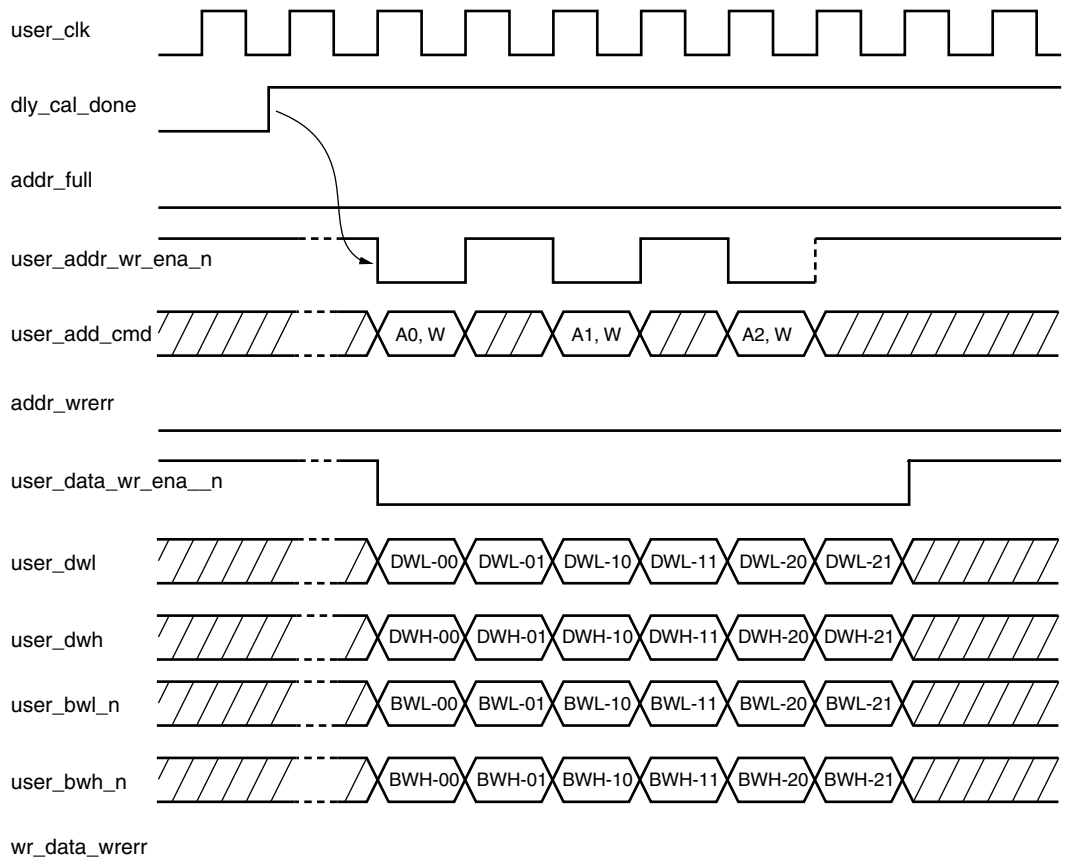 user_clk
dly_cal_done
addr_full
user_addr_wr_ena_n
user_add_cmd A0, W A1, W A2, W
addr_wrerr
user_data_wr_ena__n
user_dwl DWL-00 DWL-01 DWL-10 DWL-11 DWL-20 DWL-21
user_dwh DWH-00 DWH-01 DWH-10 DWH-11 DWH-20 DWH-21
user_bwl_n BWL-00 BWL-01 BWL-10 BWL-11 BWL-20 BWL-21
user_bwh_n BWH-00 BWH-01 BWH-10 BWH-11 BWH-20 BWH-21
wr_data_wrerr